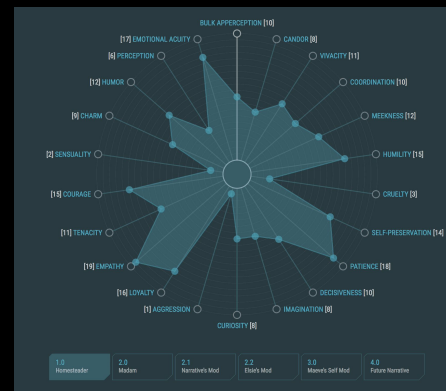 BULK APPERCEPTION [10]
[17] EMOTIONAL ACUITY
CANDOR [8]
[6] PERCEPTION
VIVACITY [11]
[12] HUMOR
COORDINATION [10]
[9] CHARM
MEEKNESS [12]
[2] SENSUALITY
HUMILITY [15]
[15] COURAGE
CRUELTY [3]
[11] TENACITY
SELF-PRESERVATION [14]
[19] EMPATHY
PATIENCE [18]
[16] LOYALTY
DECISIVENESS [10]
[1] AGGRESSION
IMAGINATION [8]
CURIOSITY [8]
1.0
Homesteader
2.0
Madam
2.1
Narrative's Mod
2.2
Elsie's Mod
3.0
Maeve's Self Mod
4.0
Future Narrative